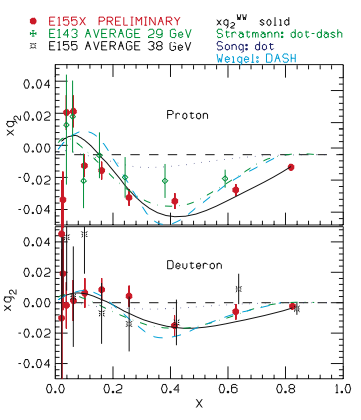 E155X PRELIMINARY
E143 AVERAGE 29 GeV
E155 AVERAGE 38 GeV
xg₂ᵂᵂ solid
Stratmann: dot-dash
Song: dot
Weigel: DASH
0.04
0.02
-0.00
-0.02
-0.04
xg₂
Proton
0.04
0.02
0.00
-0.02
-0.04
xg₂
Deuteron
0.0 0.2 0.4 0.6 0.8 1.0
X